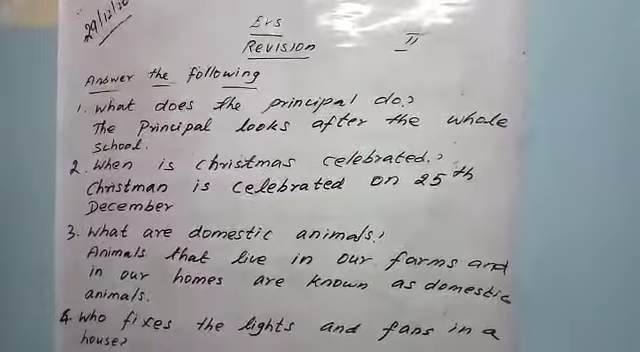 29/12/20
Evs
Revision
II
Answer the following
1. What does the principal do?
The Principal looks after the whole
school.
2. When is christmas celebrated?
Christman is celebrated on 25th
December
3. What are domestic animals?
Animals that live in our farms and
in our homes are known as domestic
animals.
4. Who fixes the lights and fans in a
house?